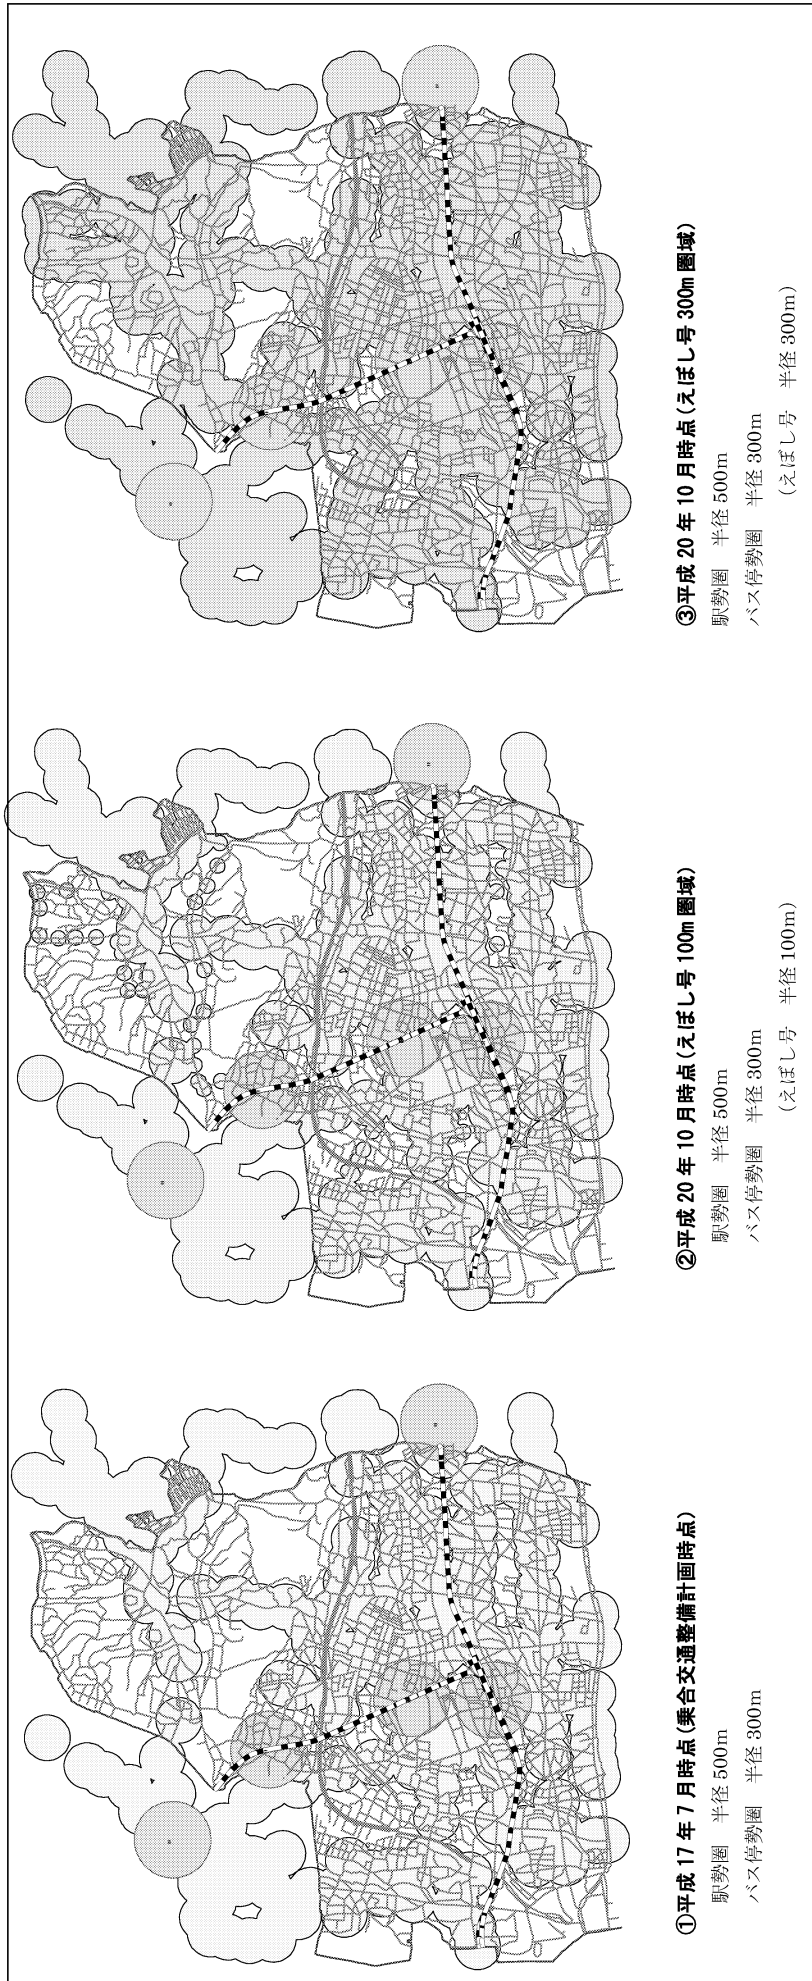 ①平成 17 年 7 月時点(乗合交通整備計画時点)
駅勢圏　半径 500m
バス停勢圏　半径 300m
②平成 20 年 10 月時点(えぼし号 100m 圏域)
駅勢圏　半径 500m
バス停勢圏　半径 300m
(えぼし号　半径 100m)
③平成 20 年 10 月時点(えぼし号 300m 圏域)
駅勢圏　半径 500m
バス停勢圏　半径 300m
(えぼし号　半径 300m)